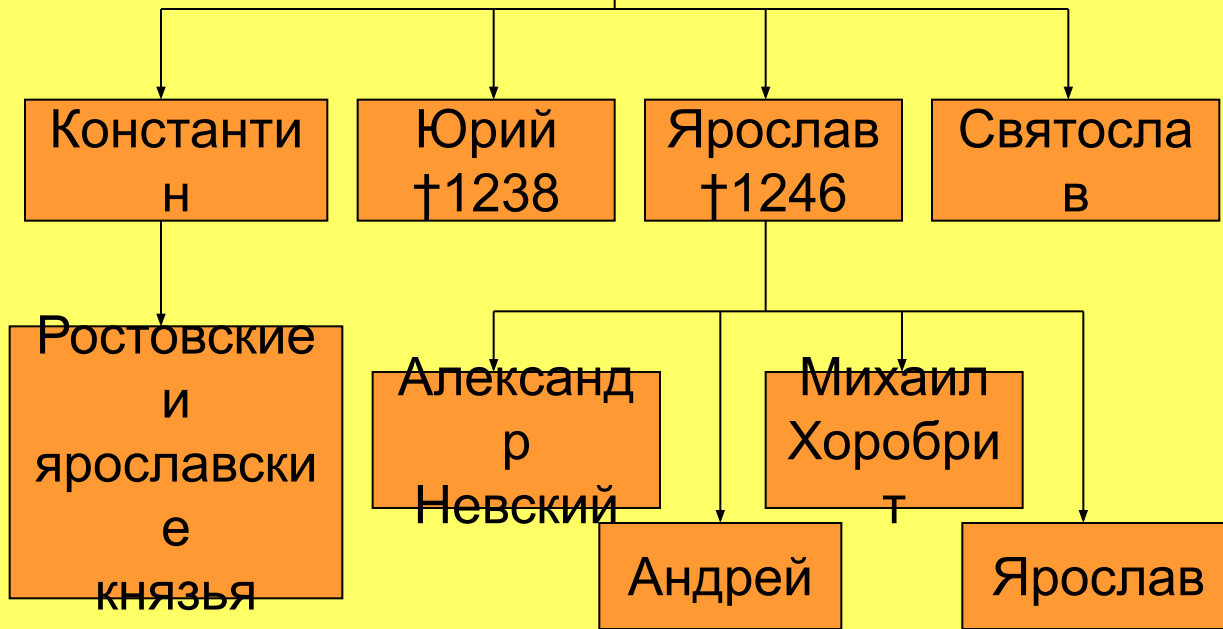 Константи
н
Юрий
†1238
Ярослав
†1246
Святосла
в
Ростовские
и
ярославски
е
князья
Александ
р
Невский
Михаил
Хоробри
т
Андрей
Ярослав